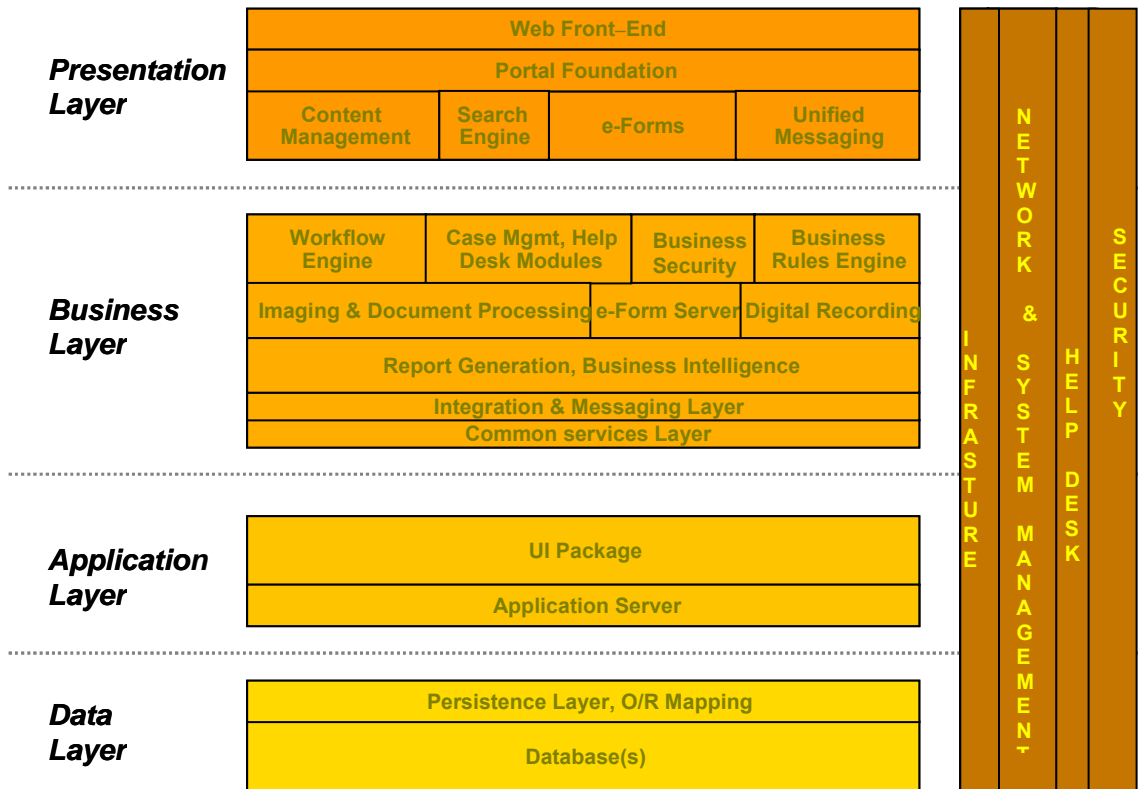 Presentation
Layer
Web Front–End
Portal Foundation
Content
Management
Search
Engine
e-Forms
Unified
Messaging
Business
Layer
Workflow
Engine
Case Mgmt, Help
Desk Modules
Business
Security
Business
Rules Engine
Imaging & Document Processing
e-Form Server
Digital Recording
Report Generation, Business Intelligence
Integration & Messaging Layer
Common services Layer
Application
Layer
UI Package
Application Server
Data
Layer
Persistence Layer, O/R Mapping
Database(s)
INFRASTURE
NETWORK & SYSTEM MANAGEMENT
HELP DESK
SECURITY